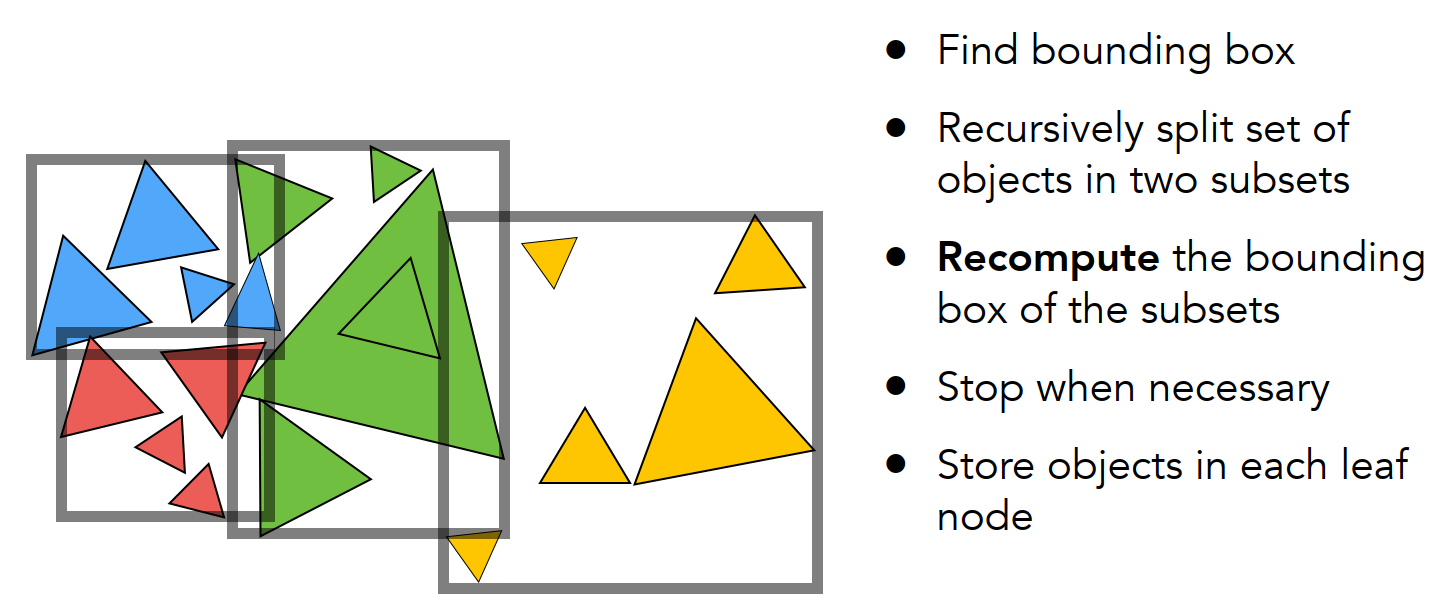 ● Find bounding box
● Recursively split set of
objects in two subsets
● Recompute the bounding
box of the subsets
● Stop when necessary
● Store objects in each leaf
node